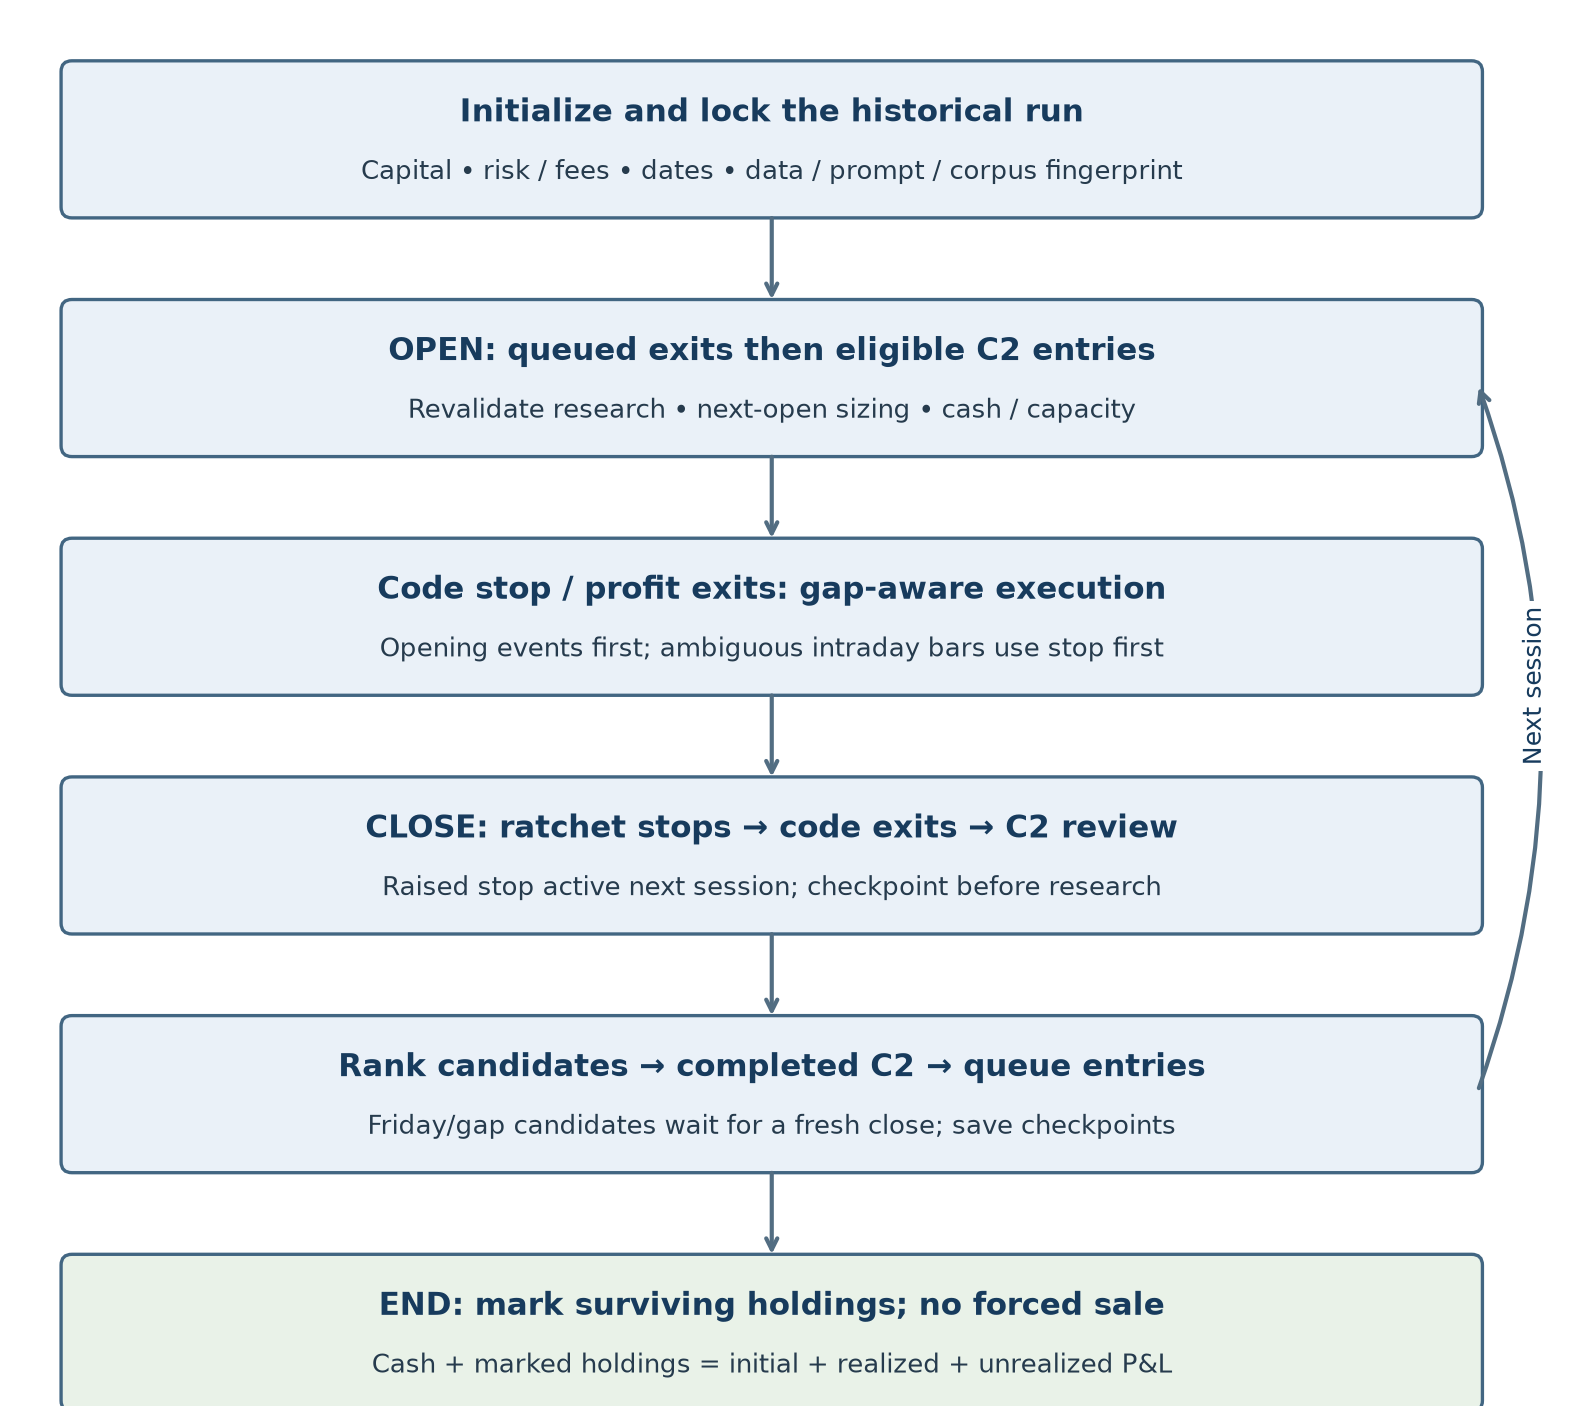 Initialize and lock the historical run
Capital • risk / fees • dates • data / prompt / corpus fingerprint
OPEN: queued exits then eligible C2 entries
Revalidate research • next-open sizing • cash / capacity
Code stop / profit exits: gap-aware execution
Opening events first; ambiguous intraday bars use stop first
Next session
CLOSE: ratchet stops → code exits → C2 review
Raised stop active next session; checkpoint before research
Rank candidates → completed C2 → queue entries
Friday/gap candidates wait for a fresh close; save checkpoints
END: mark surviving holdings; no forced sale
Cash + marked holdings = initial + realized + unrealized P&L